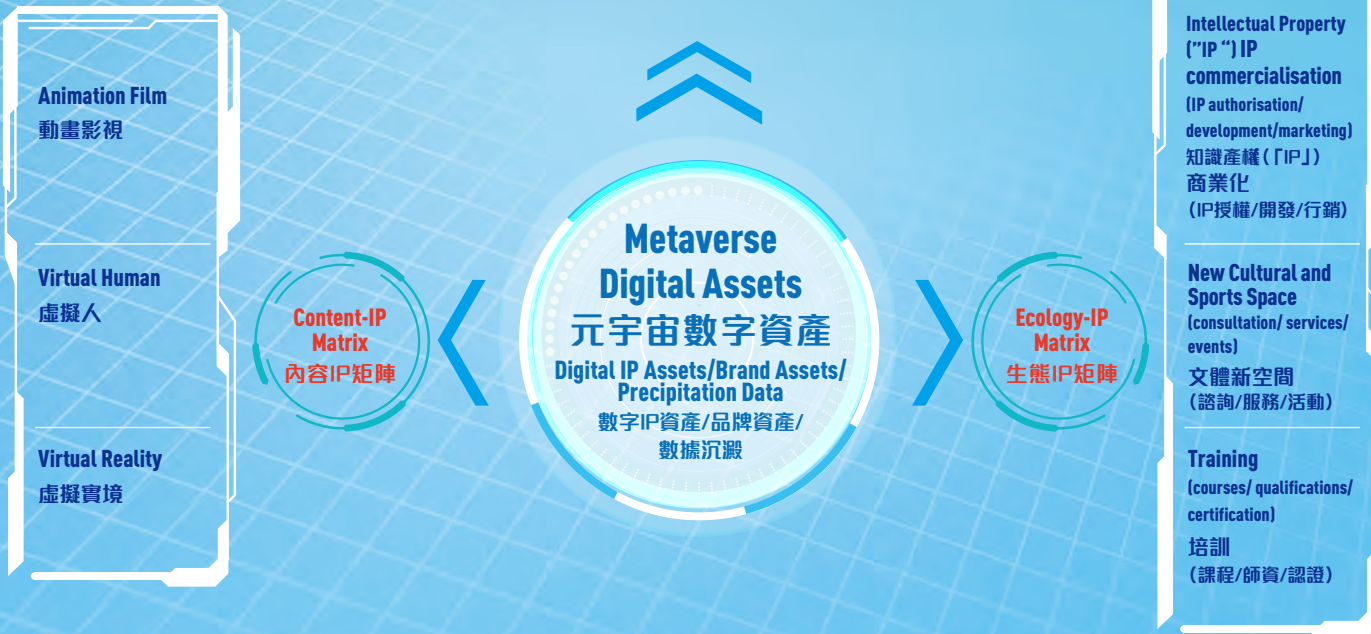 Animation Film
動畫影視
Virtual Human
虛擬人
Virtual Reality
虛擬實境
Content-IP
Matrix
內容IP矩陣
Metaverse
Digital Assets
元宇宙數字資產
Digital IP Assets/Brand Assets/
Precipitation Data
數字IP資產/品牌資產/
數據沉澱
Ecology-IP
Matrix
生態IP矩陣
Intellectual Property
("IP “) IP
commercialisation
(IP authorisation/
development/marketing)
知識產權(「IP」)
商業化
(IP授權/開發/行銷)
New Cultural and
Sports Space
(consultation/ services/
events)
文體新空間
(諮詢/服務/活動)
Training
(courses/ qualifications/
certification)
培訓
(課程/師資/認證)